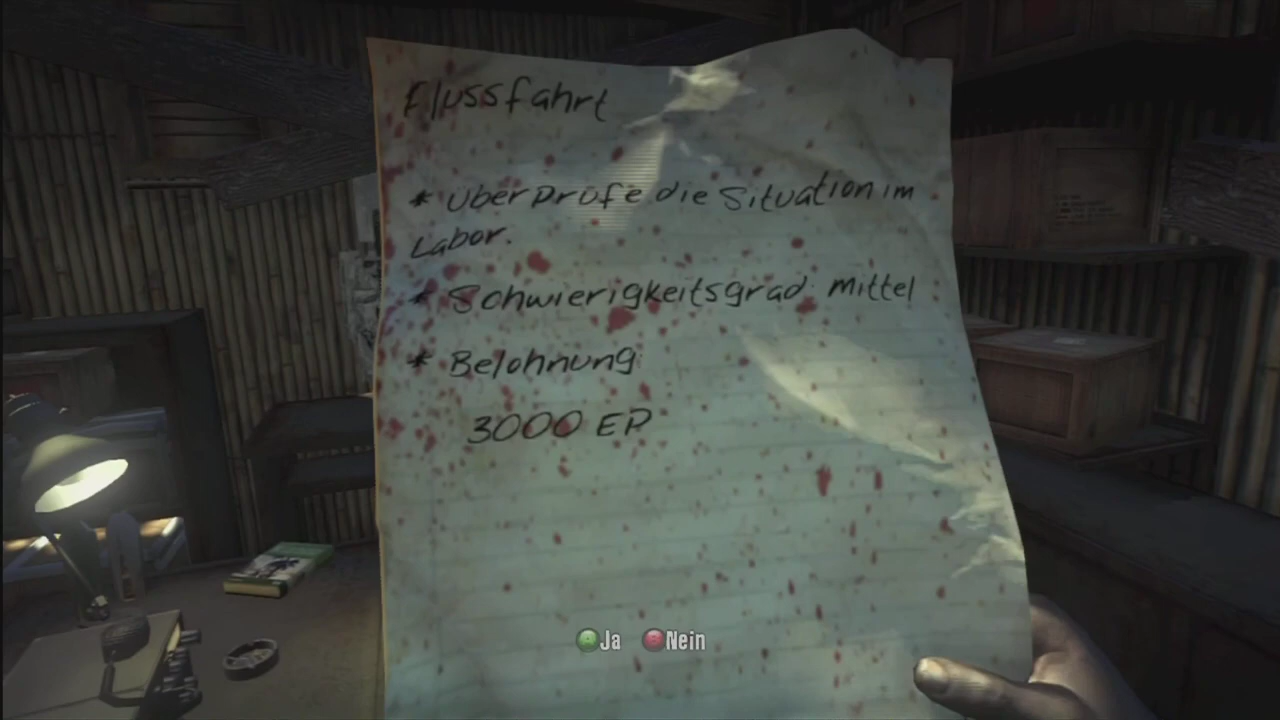 Flussfahrt
* Überprüfe die Situation im
Labor.
* Schwierigkeitsgrad: mittel
* Belohnung:
3000 EP
Ja Nein